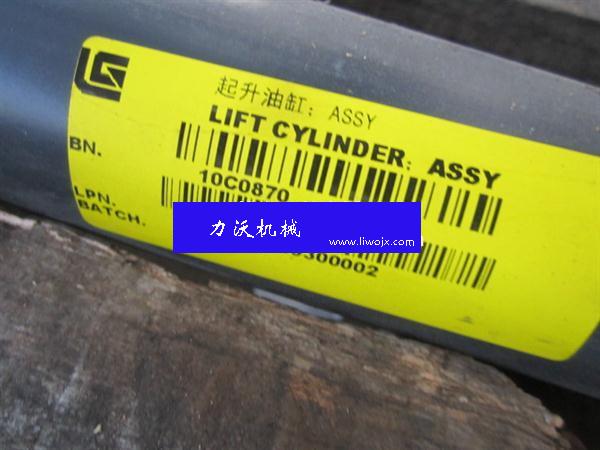 起升油缸: ASSY
LIFT CYLINDER: ASSY
BN.
10C0870
LPN.
BATCH.
力沃机械
www.liwojx.com
300002